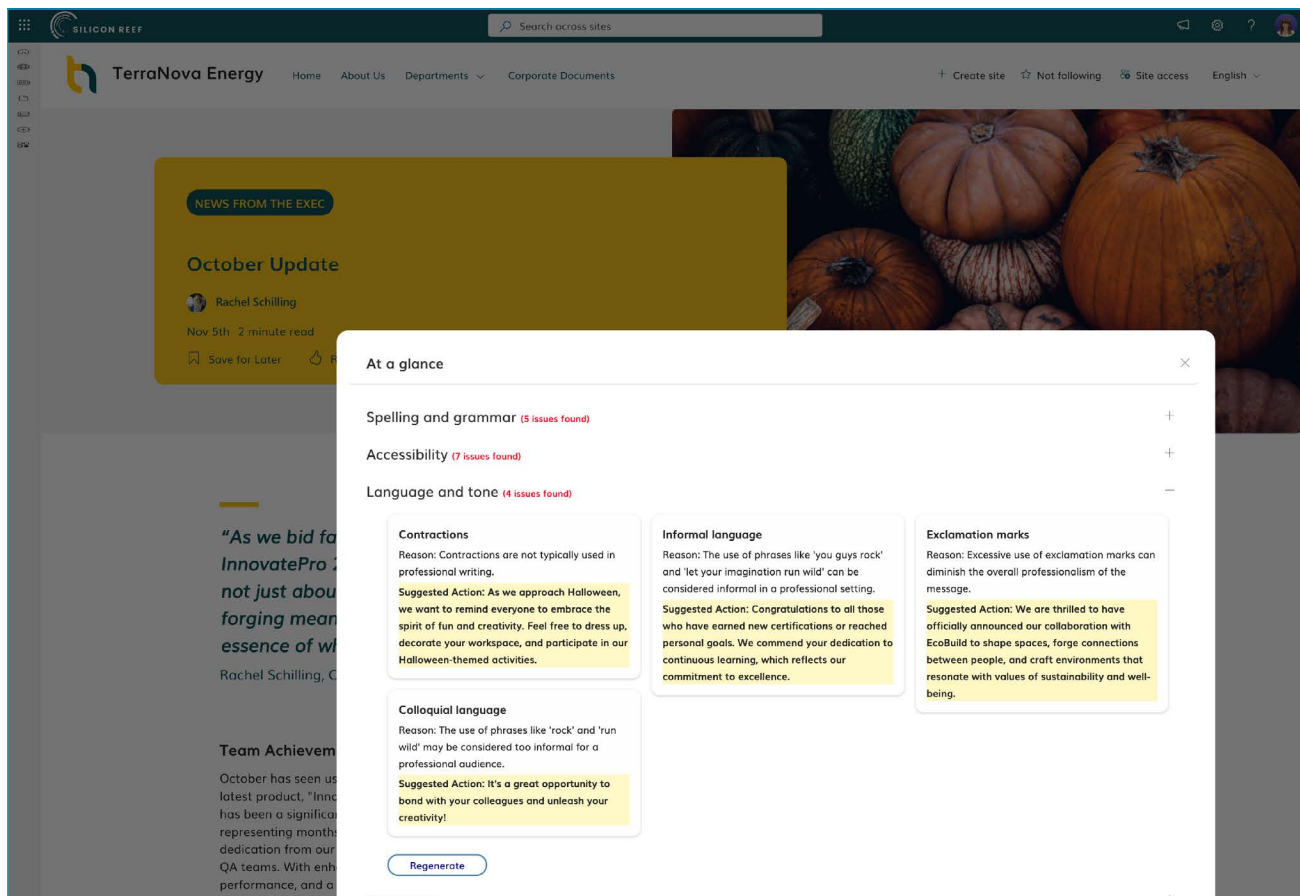 SILICON REEF
Search across sites
?
TerraNova Energy
Home About Us Departments Corporate Documents
+ Create site Not following Site access English
NEWS FROM THE EXEC
October Update
Rachel Schilling
Nov 5th 2 minute read
Save for Later R
At a glance
Spelling and grammar (5 issues found)
Accessibility (7 issues found)
Language and tone (4 issues found)
Contractions
Reason: Contractions are not typically used in
professional writing.
Suggested Action: As we approach Halloween,
we want to remind everyone to embrace the
spirit of fun and creativity. Feel free to dress up,
decorate your workspace, and participate in our
Halloween-themed activities.
Informal language
Reason: The use of phrases like 'you guys rock'
and 'let your imagination run wild' can be
considered informal in a professional setting.
Suggested Action: Congratulations to all those
who have earned new certifications or reached
personal goals. We commend your dedication to
continuous learning, which reflects our
commitment to excellence.
Exclamation marks
Reason: Excessive use of exclamation marks can
diminish the overall professionalism of the
message.
Suggested Action: We are thrilled to have
officially announced our collaboration with
EcoBuild to shape spaces, forge connections
between people, and craft environments that
resonate with values of sustainability and well-
being.
Colloquial language
Reason: The use of phrases like 'rock' and 'run
wild' may be considered too informal for a
professional audience.
Suggested Action: It's a great opportunity to
bond with your colleagues and unleash your
creativity!
Regenerate
"As we bid fa
InnovatePro 2
not just abou
forging mean
essence of wh
Rachel Schilling, C
Team Achievem
October has seen us
latest product, "Inno
has been a significan
representing months
dedication from our
QA teams. With enh
performance, and a